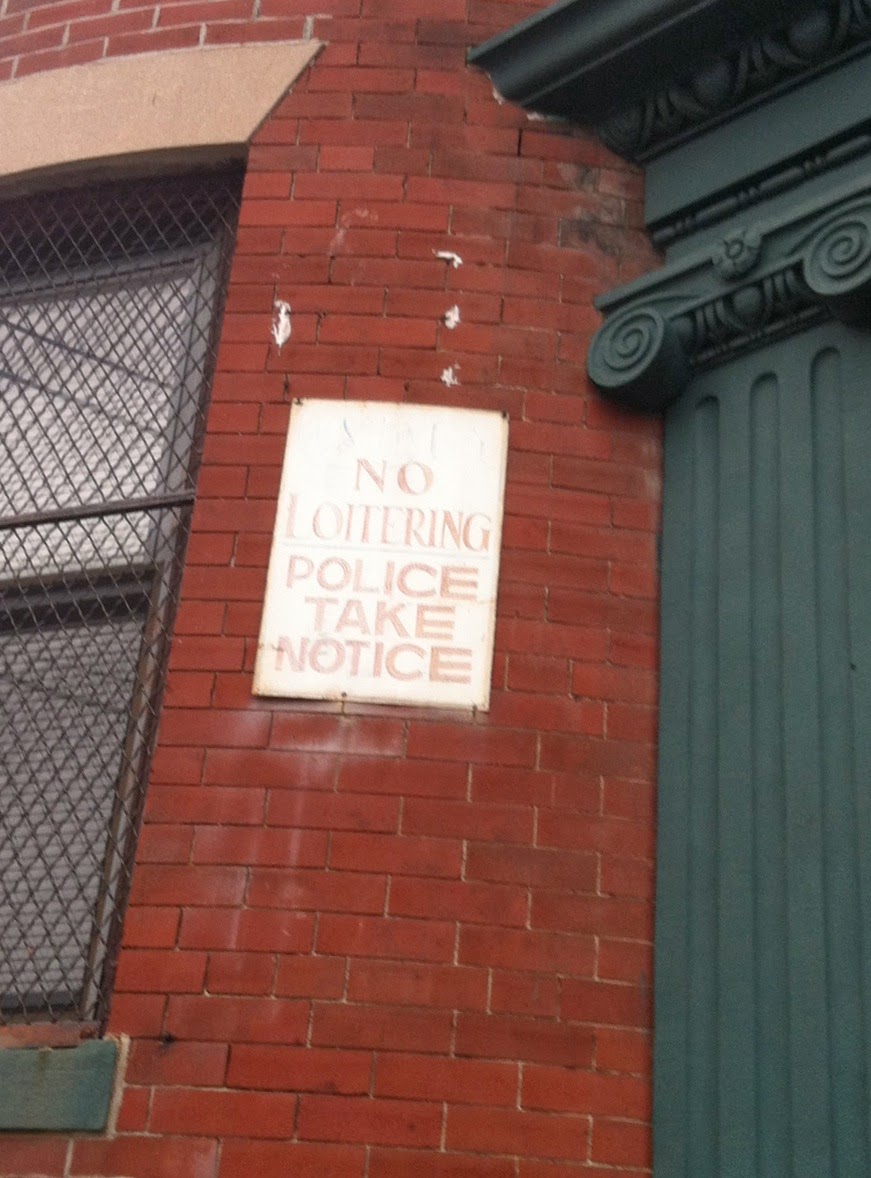 NO
LOITERING
POLICE
TAKE
NOTICE